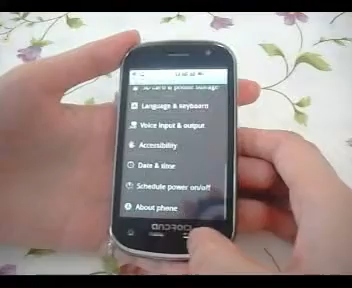 SD card & phone storage
Language & keyboard
Voice input & output
Accessibility
Date & time
Schedule power on/off
About phone
ANDROID